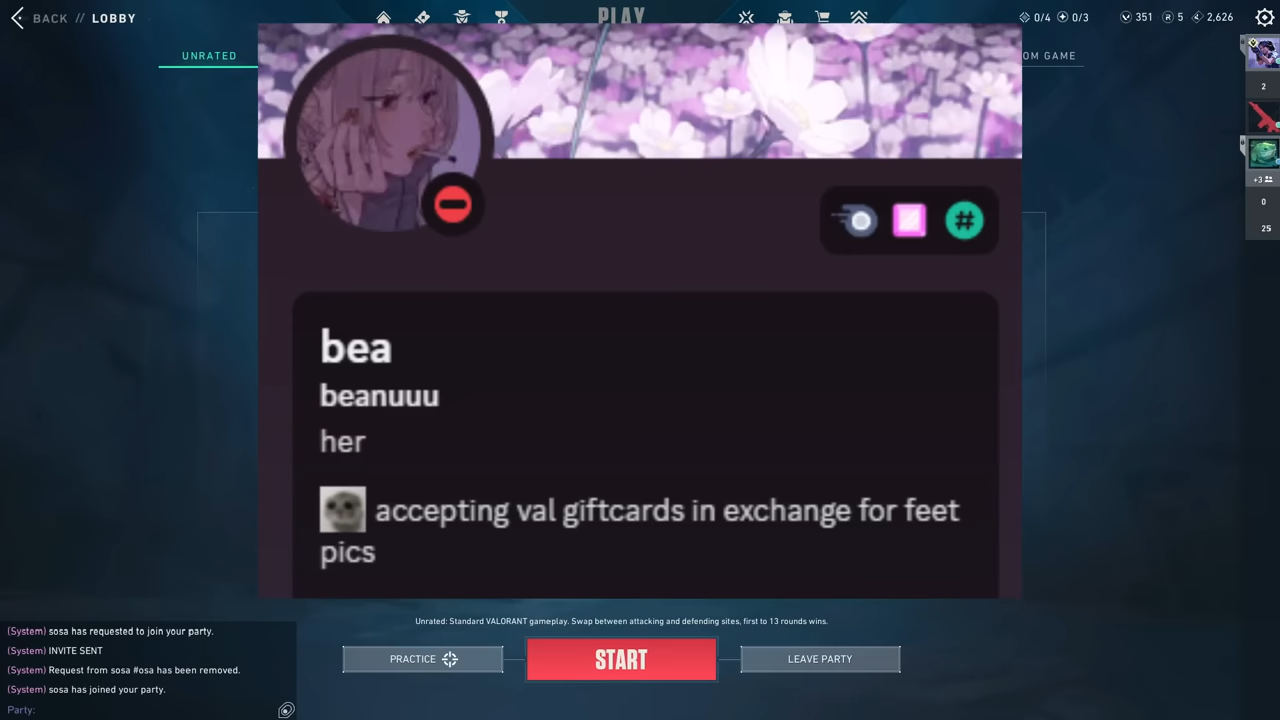 BACK // LOBBY
PLAY
0/4
0/3
351
5
2,626
UNRATED
OM GAME
2
+3
0
25
bea
beanuuu
her
accepting val giftcards in exchange for feet
pics
Unrated: Standard VALORANT gameplay. Swap between attacking and defending sites, first to 13 rounds wins.
(System) sosa has requested to join your party.
(System) INVITE SENT
(System) Request from sosa #osa has been removed.
(System) sosa has joined your party.
Party:
PRACTICE
START
LEAVE PARTY